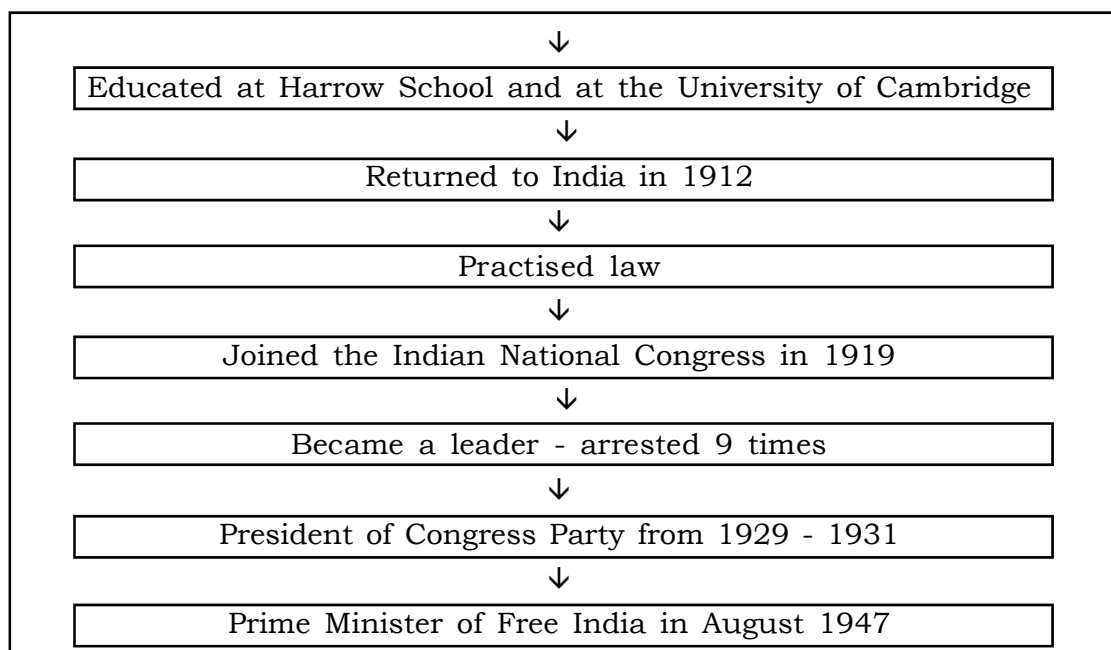 Educated at Harrow School and at the University of Cambridge
Returned to India in 1912
Practised law
Joined the Indian National Congress in 1919
Became a leader - arrested 9 times
President of Congress Party from 1929 - 1931
Prime Minister of Free India in August 1947